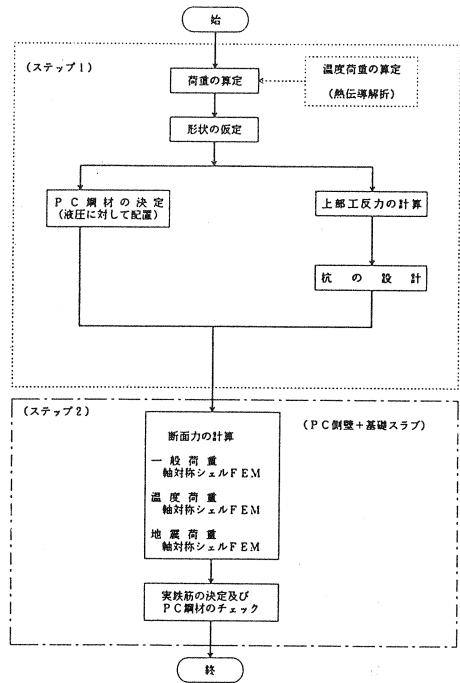 始
(ステップ1)
荷重の算定
温度荷重の算定
(熱伝導解析)
形状の仮定
PC鋼材の決定
(液圧に対して配置)
上部工反力の計算
杭の設計
(ステップ2)
(PC側壁+基礎スラブ)
断面力の計算
一般荷重
軸対称シェルFEM
温度荷重
軸対称シェルFEM
地震荷重
軸対称シェルFEM
実鉄筋の決定及び
PC鋼材のチェック
終